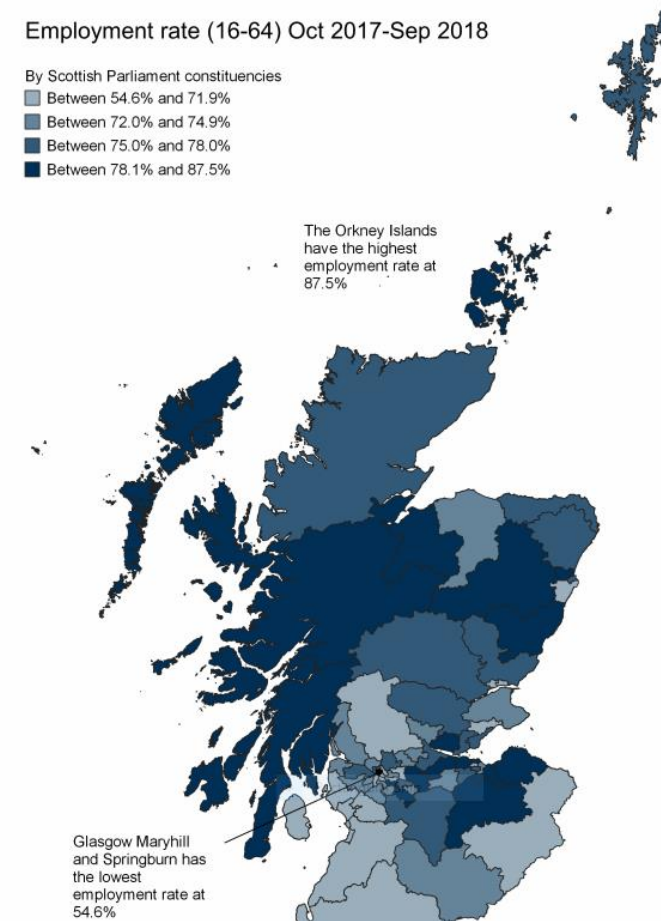 Employment rate (16-64) Oct 2017-Sep 2018
By Scottish Parliament constituencies
Between 54.6% and 71.9%
Between 72.0% and 74.9%
Between 75.0% and 78.0%
Between 78.1% and 87.5%
The Orkney Islands
have the highest
employment rate at
87.5%
Glasgow Maryhill
and Springburn has
the lowest
employment rate at
54.6%